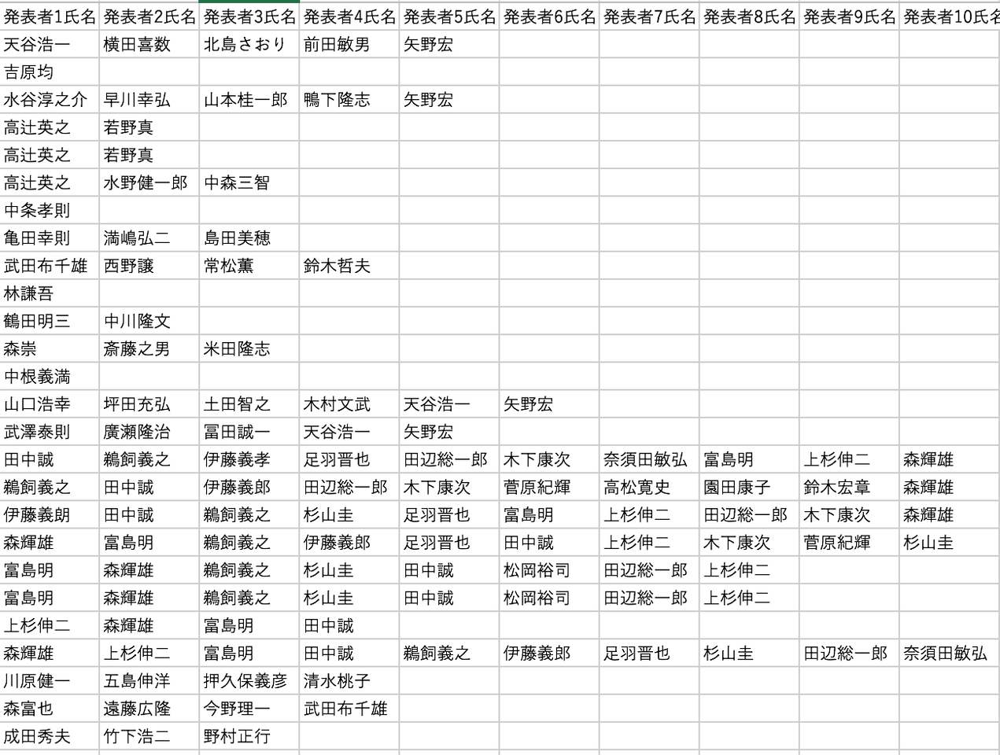 発表者1氏名 発表者2氏名 発表者3氏名 発表者4氏名 発表者5氏名 発表者6氏名 発表者7氏名 発表者8氏名 発表者9氏名 発表者10氏名
天谷浩一 横田喜数 北島さおり 前田敏男 矢野宏
吉原均
水谷淳之介 早川幸弘 山本桂一郎 鴨下隆志 矢野宏
高辻英之 若野真
高辻英之 若野真
高辻英之 水野健一郎 中森三智
中条孝則
亀田幸則 満嶋弘二 島田美穂
武田布千雄 西野譲 常松薫 鈴木哲夫
林謙吾
鶴田明三 中川隆文
森崇 斎藤之男 米田隆志
中根義満
山口浩幸 坪田充弘 土田智之 木村文武 天谷浩一 矢野宏
武澤泰則 廣瀬隆治 冨田誠一 天谷浩一 矢野宏
田中誠 鵜飼義之 伊藤義孝 足羽晋也 田辺総一郎 木下康次 奈須田敏弘 富島明 上杉伸二 森輝雄
鵜飼義之 田中誠 伊藤義郎 田辺総一郎 木下康次 菅原紀輝 高松寛史 園田康子 鈴木宏章 森輝雄
伊藤義朗 田中誠 鵜飼義之 杉山圭 足羽晋也 富島明 上杉伸二 田辺総一郎 木下康次 森輝雄
森輝雄 富島明 鵜飼義之 伊藤義郎 足羽晋也 田中誠 上杉伸二 木下康次 菅原紀輝 杉山圭
富島明 森輝雄 鵜飼義之 杉山圭 田中誠 松岡裕司 田辺総一郎 上杉伸二
富島明 森輝雄 鵜飼義之 杉山圭 田中誠 松岡裕司 田辺総一郎 上杉伸二
上杉伸二 森輝雄 富島明 田中誠
森輝雄 上杉伸二 富島明 田中誠 鵜飼義之 伊藤義郎 足羽晋也 杉山圭 田辺総一郎 奈須田敏弘
川原健一 五島伸洋 押久保義彦 清水桃子
森富也 遠藤広隆 今野理一 武田布千雄
成田秀夫 竹下浩二 野村正行